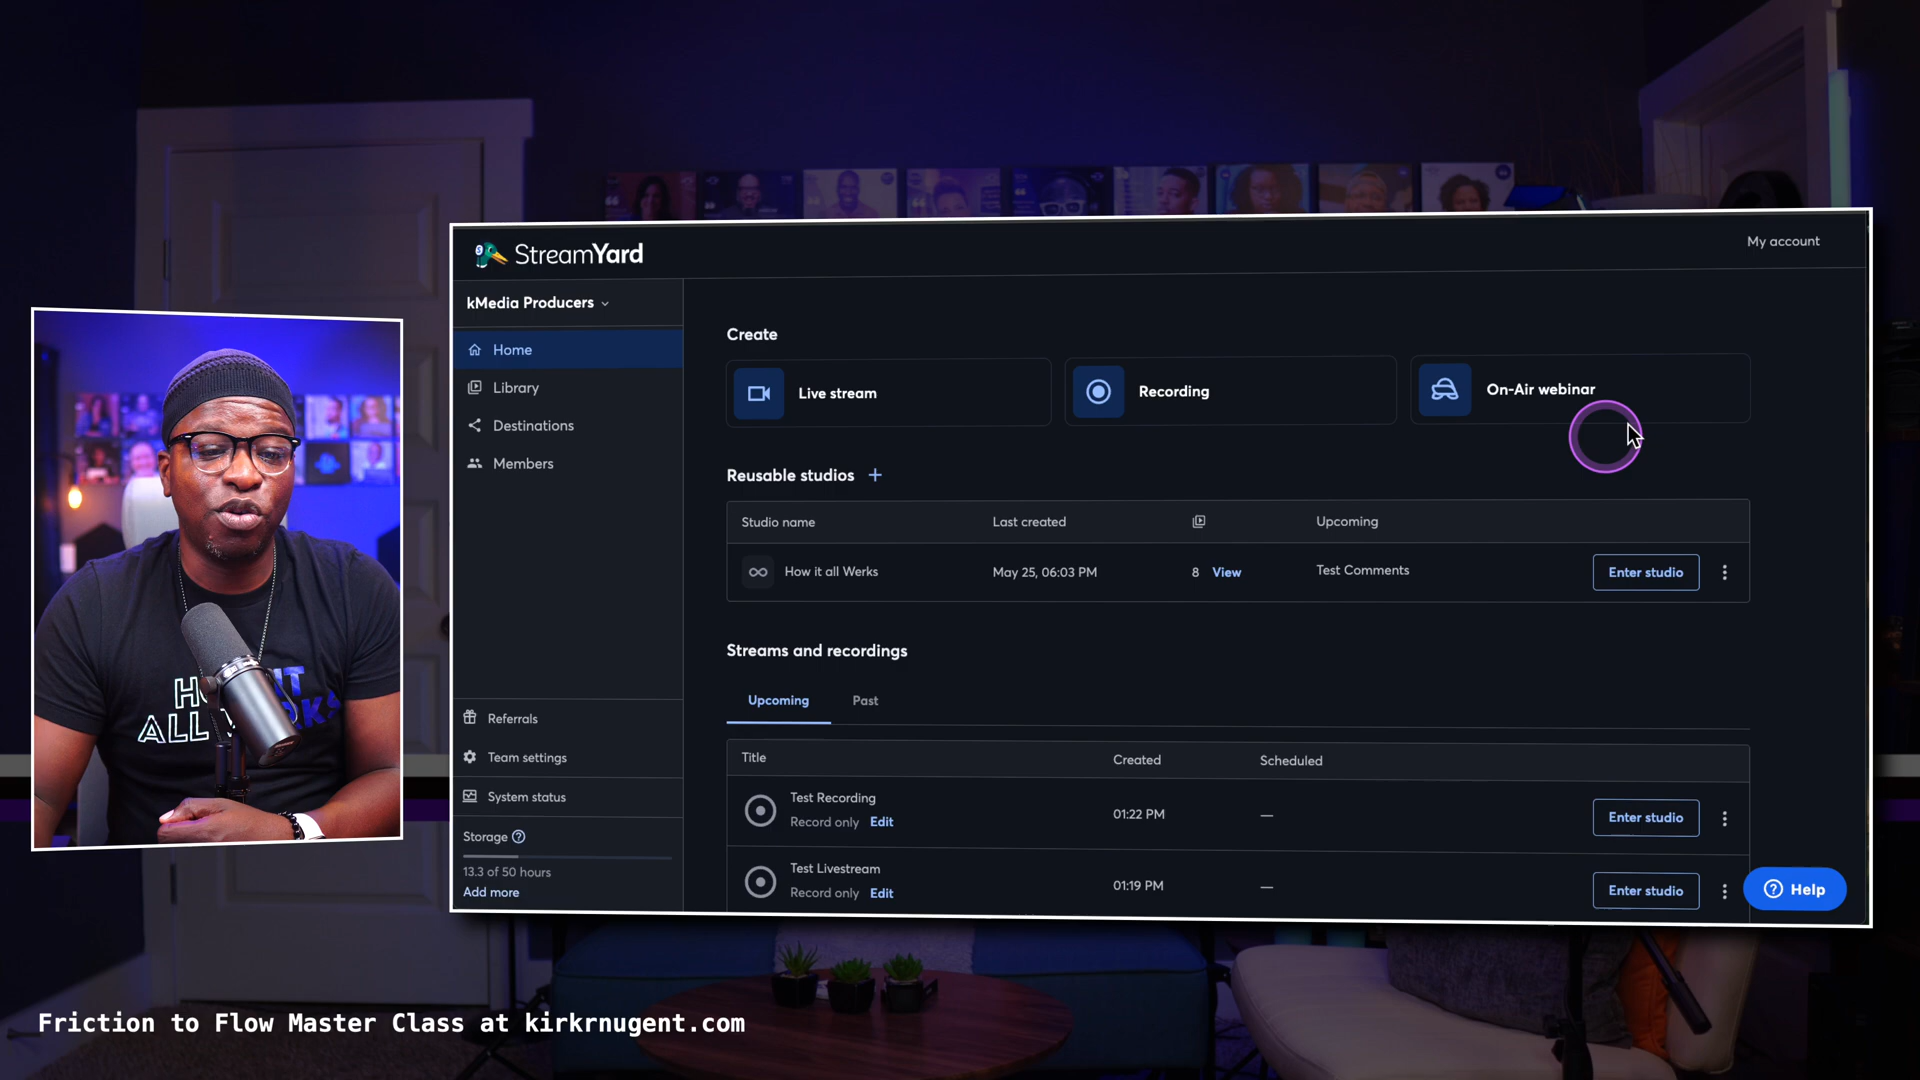 StreamYard
My account
kMedia Producers
Home
Library
Destinations
Members
Referrals
Team settings
System status
Storage
13.3 of 50 hours
Add more
Create
Live stream
Recording
On-Air webinar
Reusable studios +
Studio name Last created Upcoming
How it all Werks May 25, 06:03 PM 8 View Test Comments Enter studio
Streams and recordings
Upcoming Past
Title Created Scheduled
Test Recording
Record only Edit 01:22 PM — Enter studio
Test Livestream
Record only Edit 01:19 PM — Enter studio
Help
Friction to Flow Master Class at kirkrnugent.com